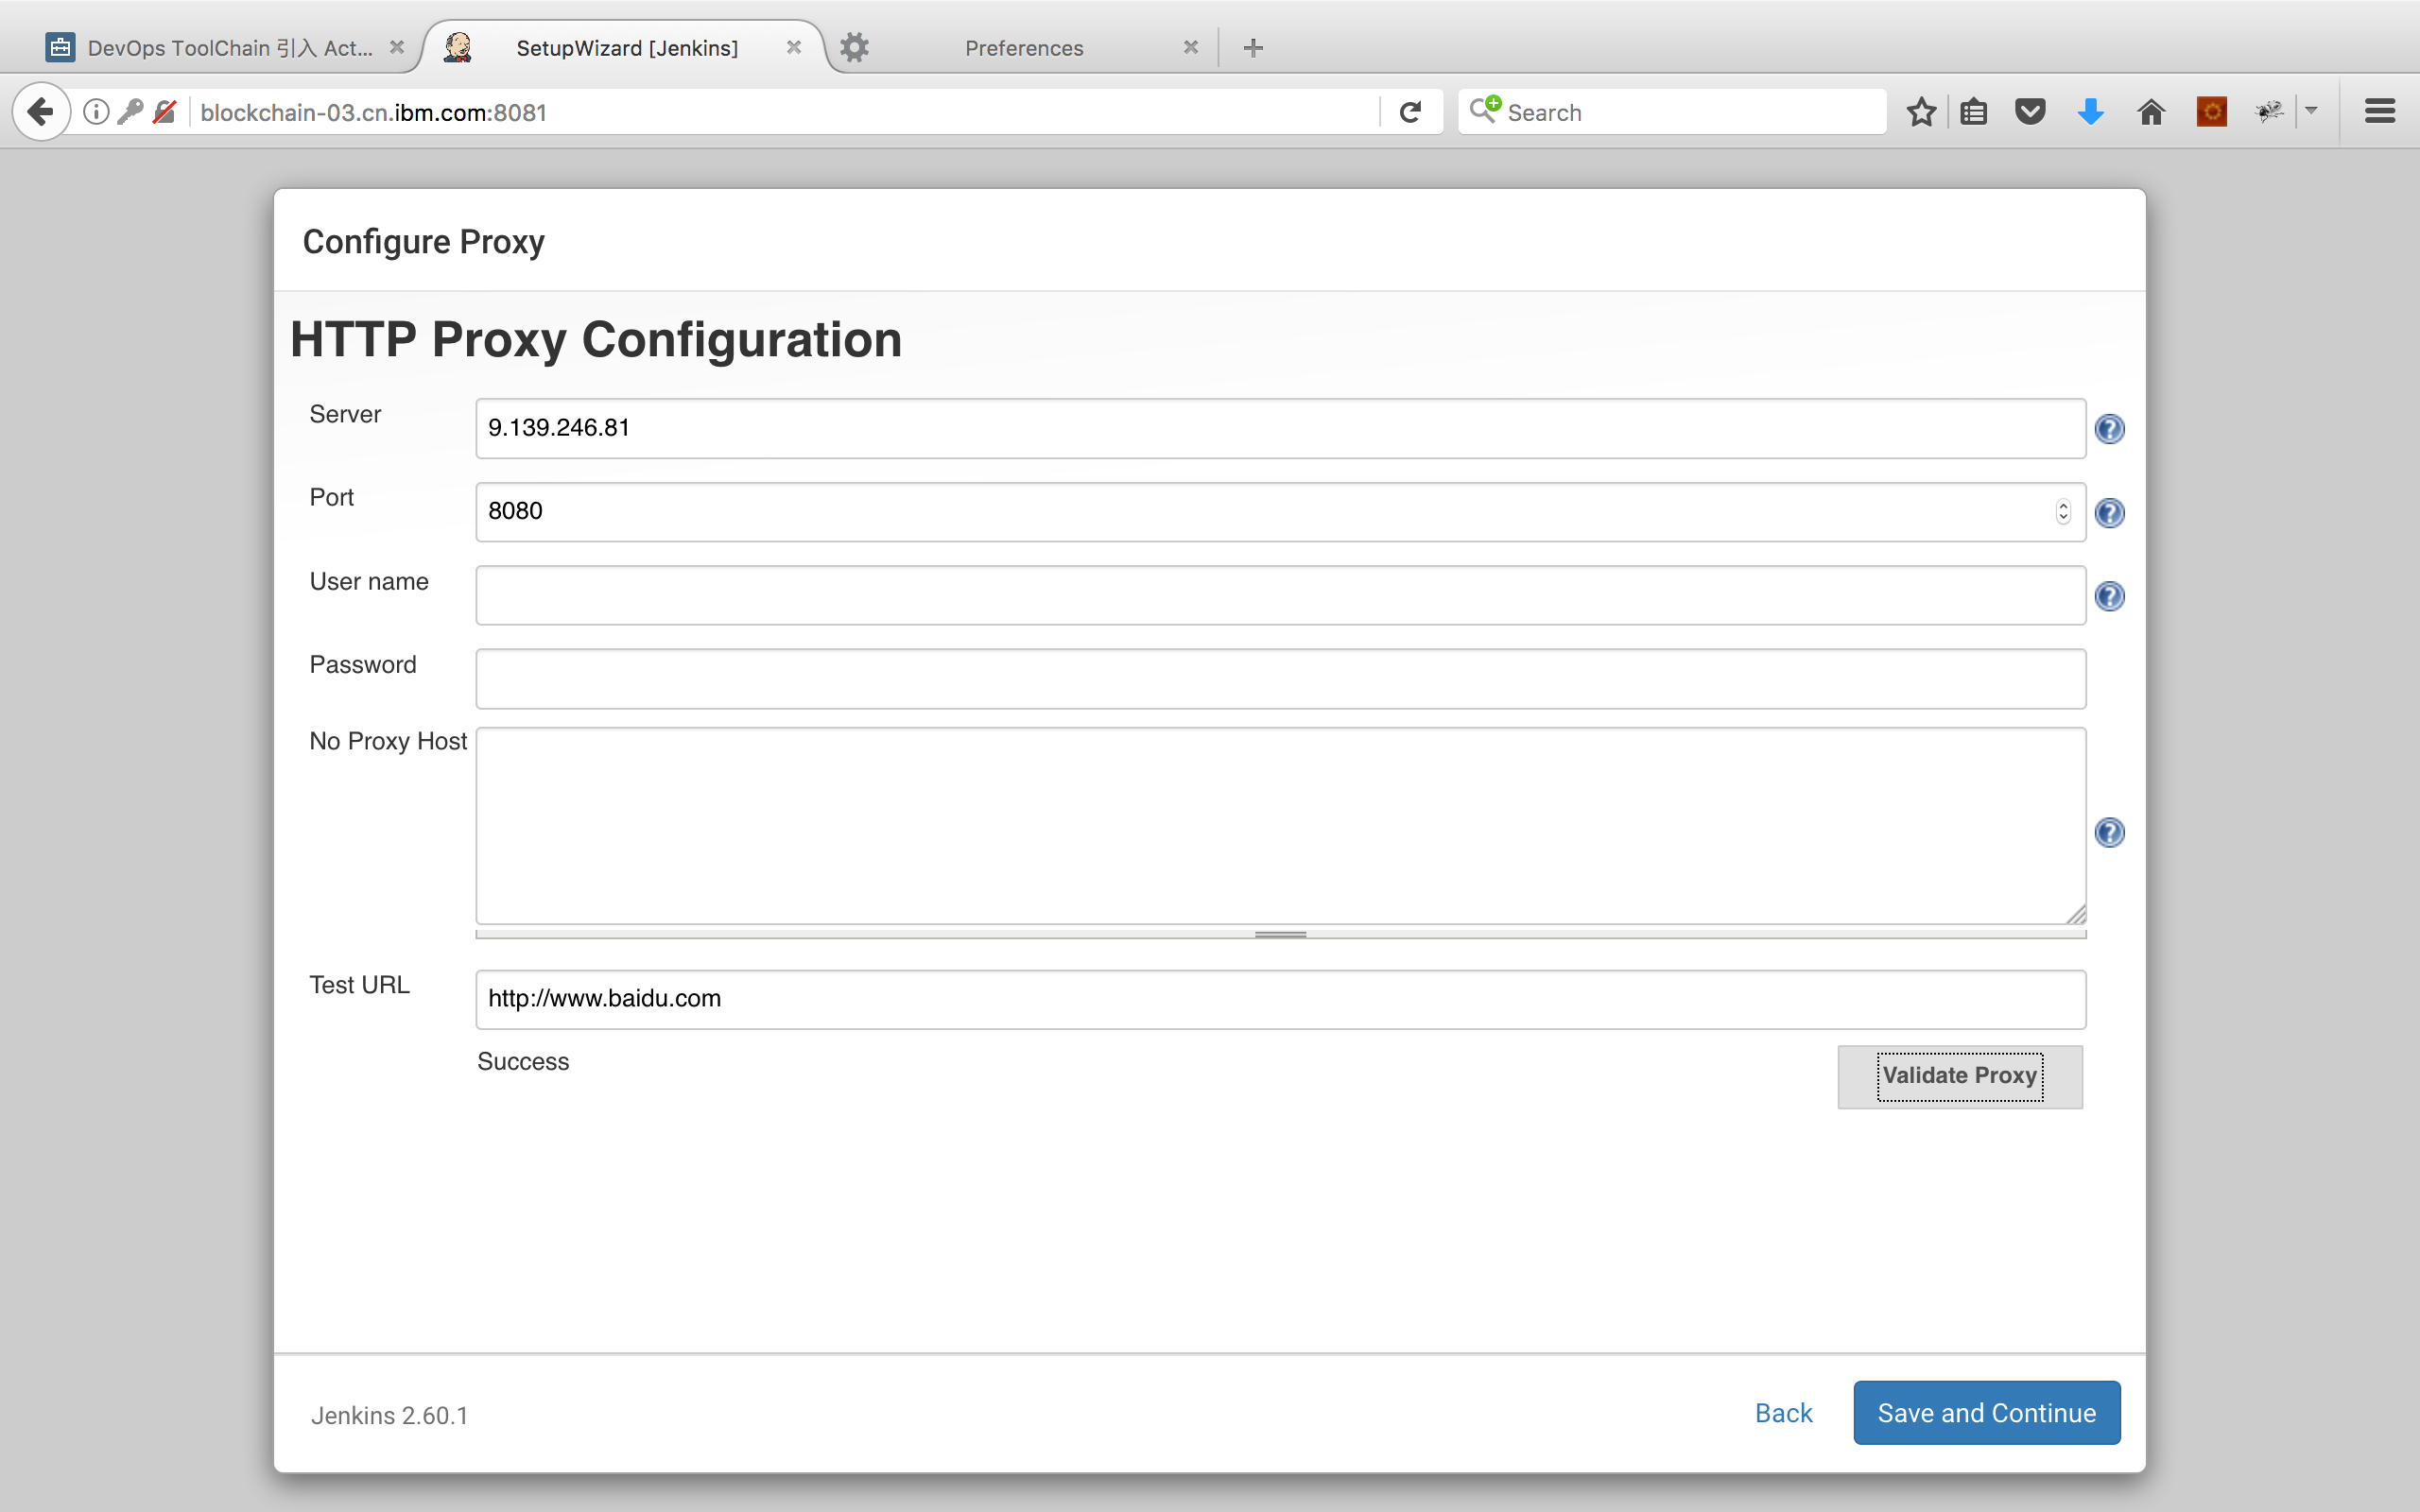 DevOps ToolChain 引入 Act...
SetupWizard [Jenkins]
Preferences
blockchain-03.cn.ibm.com:8081
Search
Configure Proxy
HTTP Proxy Configuration
Server
9.139.246.81
Port
8080
User name
Password
No Proxy Host
Test URL
http://www.baidu.com
Success
Validate Proxy
Jenkins 2.60.1
Back
Save and Continue